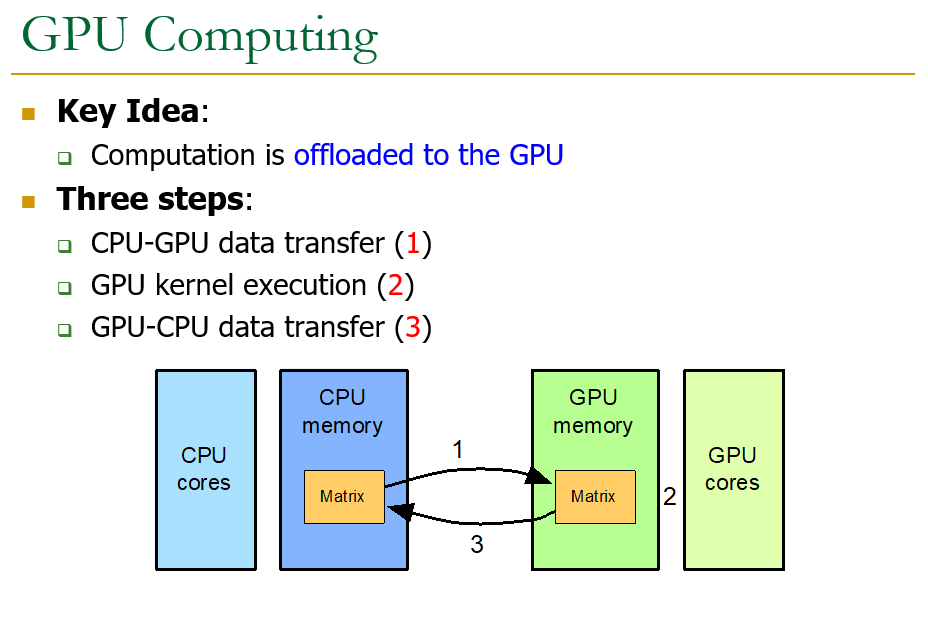 GPU Computing
Key Idea:
Computation is offloaded to the GPU
Three steps:
CPU-GPU data transfer (1)
GPU kernel execution (2)
GPU-CPU data transfer (3)
CPU
cores
CPU
memory
Matrix
1
3
GPU
memory
Matrix
2
GPU
cores